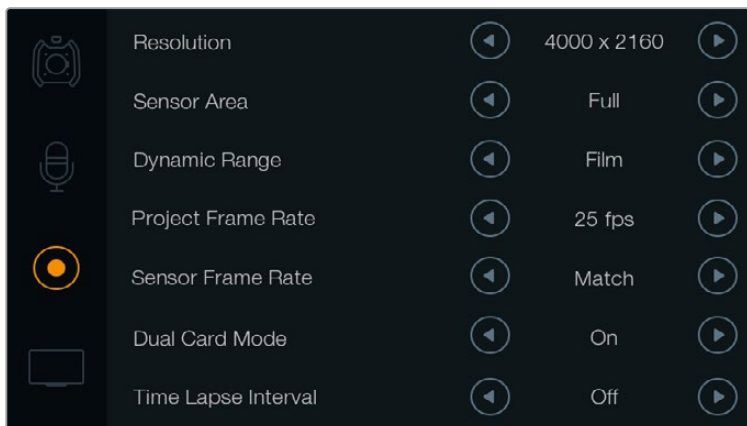 Resolution 4000 x 2160
Sensor Area Full
Dynamic Range Film
Project Frame Rate 25 fps
Sensor Frame Rate Match
Dual Card Mode On
Time Lapse Interval Off